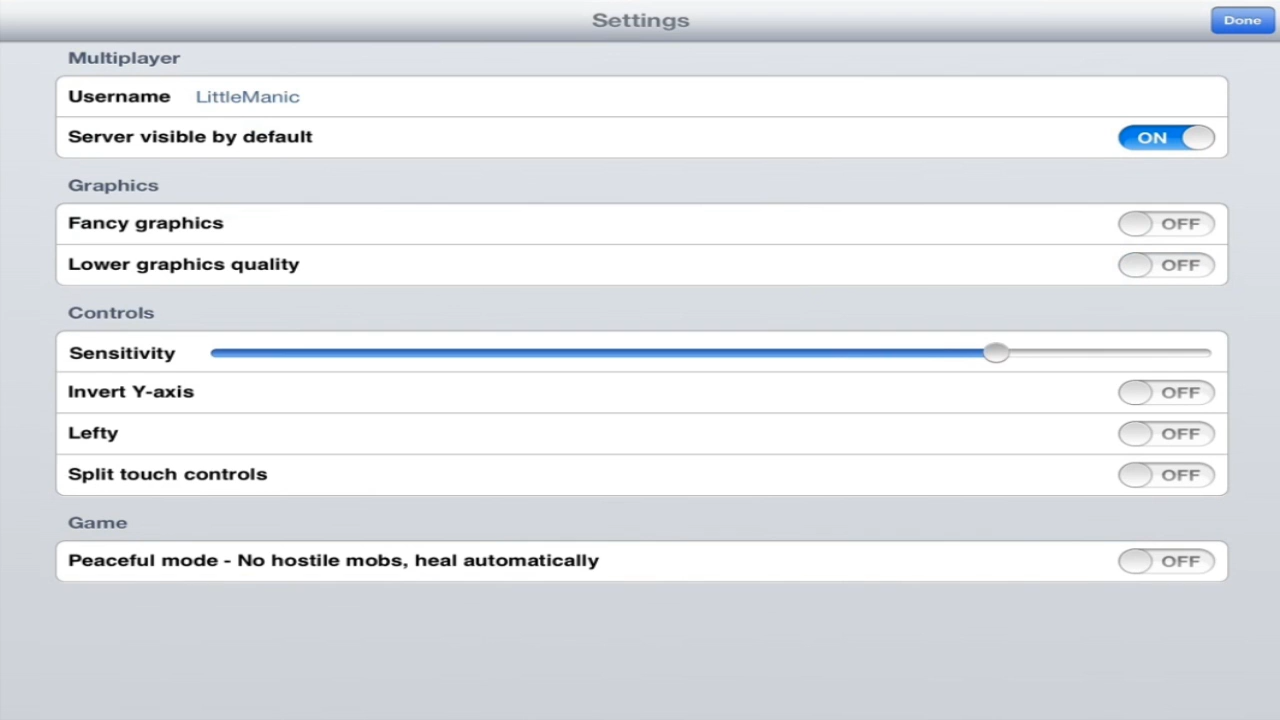 Settings
Done
Multiplayer
Username LittleManic
Server visible by default ON
Graphics
Fancy graphics OFF
Lower graphics quality OFF
Controls
Sensitivity
Invert Y-axis OFF
Lefty OFF
Split touch controls OFF
Game
Peaceful mode - No hostile mobs, heal automatically OFF